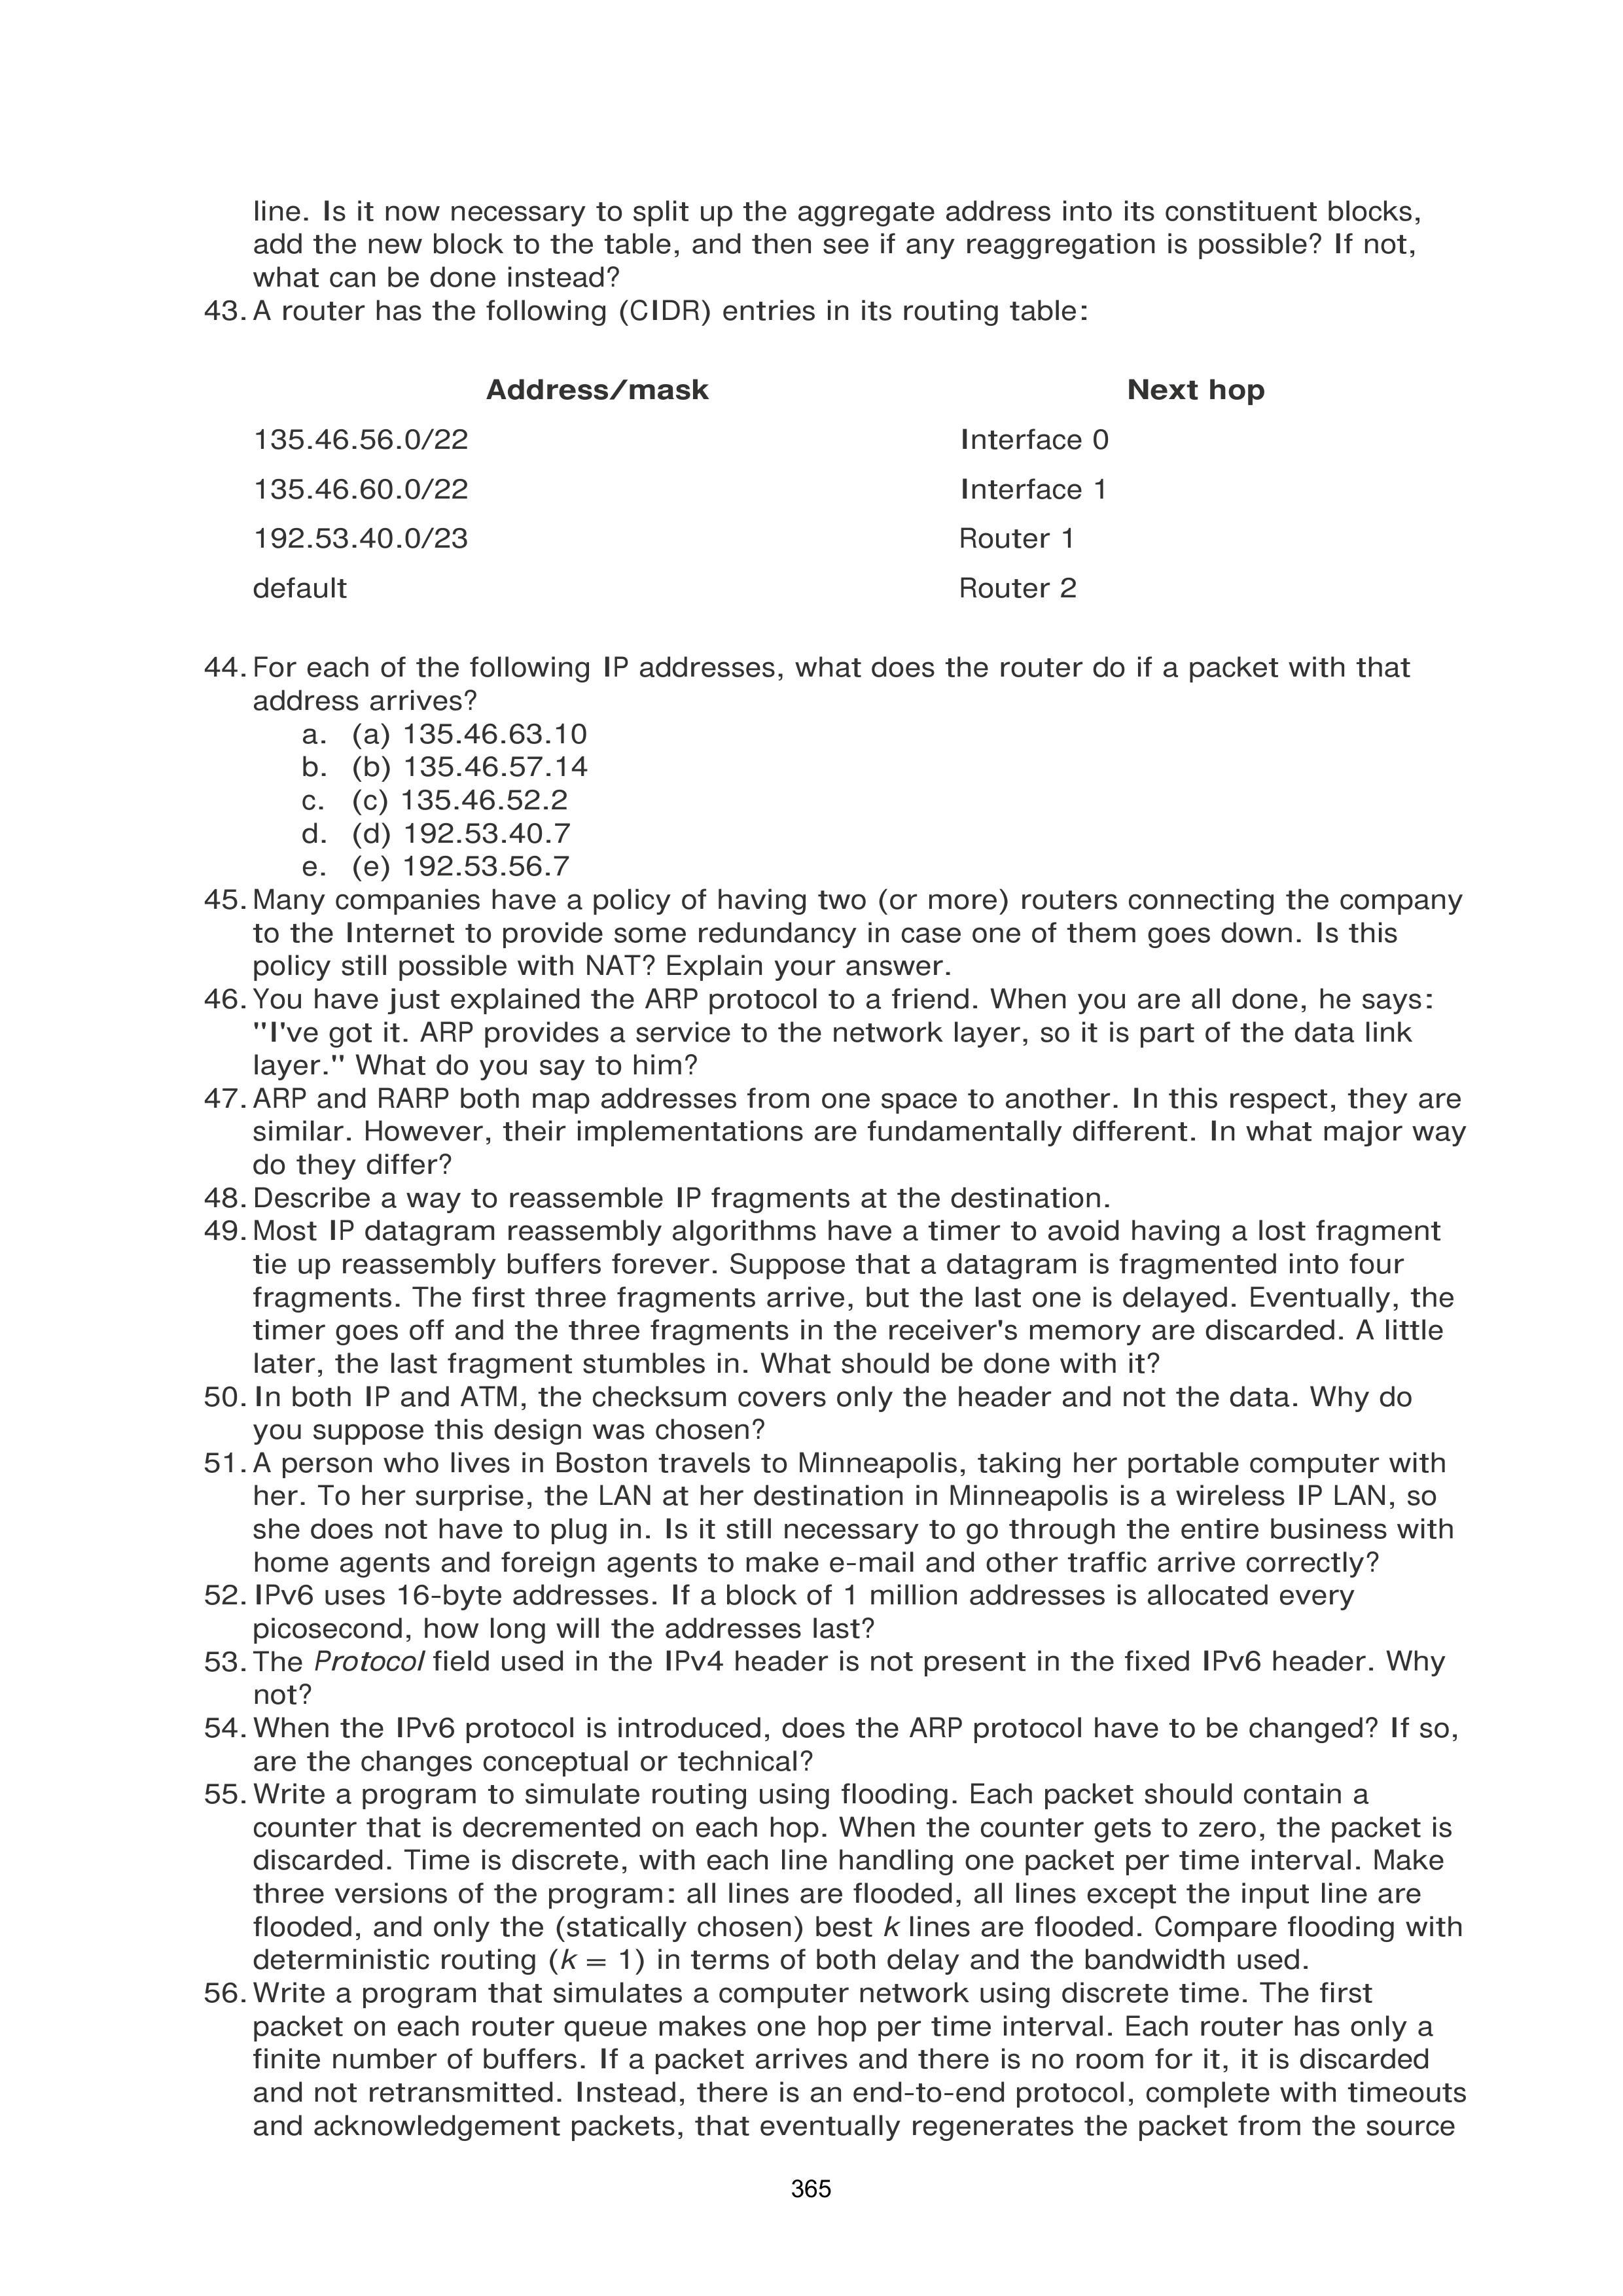 line. Is it now necessary to split up the aggregate address into its constituent blocks,
add the new block to the table, and then see if any reaggregation is possible? If not,
what can be done instead?
43. A router has the following (CIDR) entries in its routing table:
Address/mask Next hop
135.46.56.0/22 Interface 0
135.46.60.0/22 Interface 1
192.53.40.0/23 Router 1
default Router 2
44. For each of the following IP addresses, what does the router do if a packet with that
address arrives?
a. (a) 135.46.63.10
b. (b) 135.46.57.14
c. (c) 135.46.52.2
d. (d) 192.53.40.7
e. (e) 192.53.56.7
45. Many companies have a policy of having two (or more) routers connecting the company
to the Internet to provide some redundancy in case one of them goes down. Is this
policy still possible with NAT? Explain your answer.
46. You have just explained the ARP protocol to a friend. When you are all done, he says:
"I've got it. ARP provides a service to the network layer, so it is part of the data link
layer." What do you say to him?
47. ARP and RARP both map addresses from one space to another. In this respect, they are
similar. However, their implementations are fundamentally different. In what major way
do they differ?
48. Describe a way to reassemble IP fragments at the destination.
49. Most IP datagram reassembly algorithms have a timer to avoid having a lost fragment
tie up reassembly buffers forever. Suppose that a datagram is fragmented into four
fragments. The first three fragments arrive, but the last one is delayed. Eventually, the
timer goes off and the three fragments in the receiver's memory are discarded. A little
later, the last fragment stumbles in. What should be done with it?
50. In both IP and ATM, the checksum covers only the header and not the data. Why do
you suppose this design was chosen?
51. A person who lives in Boston travels to Minneapolis, taking her portable computer with
her. To her surprise, the LAN at her destination in Minneapolis is a wireless IP LAN, so
she does not have to plug in. Is it still necessary to go through the entire business with
home agents and foreign agents to make e-mail and other traffic arrive correctly?
52. IPv6 uses 16-byte addresses. If a block of 1 million addresses is allocated every
picosecond, how long will the addresses last?
53. The Protocol field used in the IPv4 header is not present in the fixed IPv6 header. Why
not?
54. When the IPv6 protocol is introduced, does the ARP protocol have to be changed? If so,
are the changes conceptual or technical?
55. Write a program to simulate routing using flooding. Each packet should contain a
counter that is decremented on each hop. When the counter gets to zero, the packet is
discarded. Time is discrete, with each line handling one packet per time interval. Make
three versions of the program: all lines are flooded, all lines except the input line are
flooded, and only the (statically chosen) best k lines are flooded. Compare flooding with
deterministic routing (k = 1) in terms of both delay and the bandwidth used.
56. Write a program that simulates a computer network using discrete time. The first
packet on each router queue makes one hop per time interval. Each router has only a
finite number of buffers. If a packet arrives and there is no room for it, it is discarded
and not retransmitted. Instead, there is an end-to-end protocol, complete with timeouts
and acknowledgement packets, that eventually regenerates the packet from the source
365